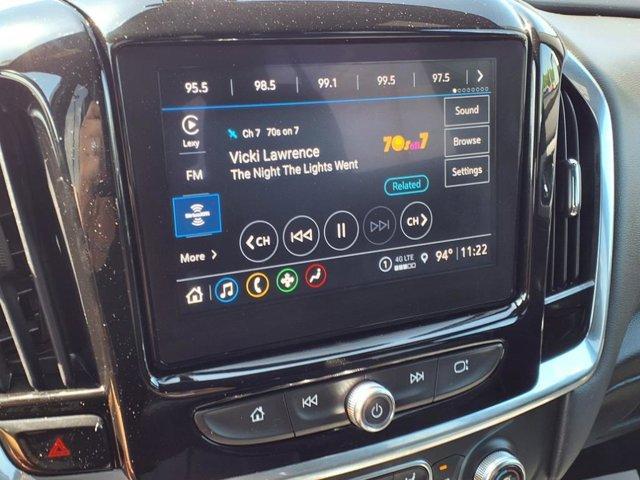 95.5 98.5 99.1 99.5 97.5
Lexy
Ch 7 70s on 7
70s on 7
Sound
Vicki Lawrence
The Night The Lights Went
Browse
FM
Related
Settings
SiriusXM
CH
CH
More
1 4G LTE 94° 11:22